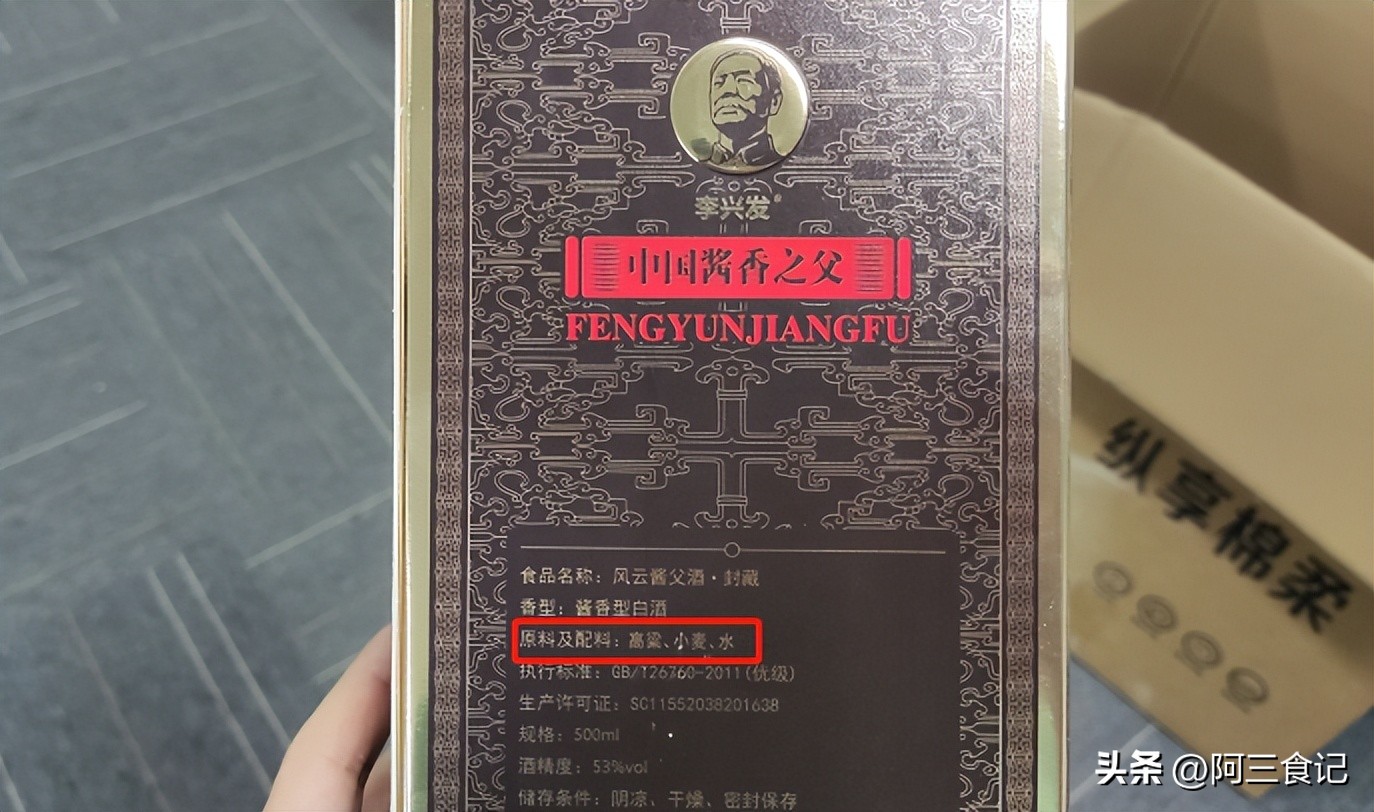 李兴发®
中国酱香之父
FENGYUNJIANGFU
食品名称：风云酱父酒·封藏
香型：酱香型白酒
原料及配料：高粱、小麦、水
执行标准：GB/T26760-2011(优级)
生产许可证：SC11552038201638
规格：500ml
酒精度：53%vol
储存条件：阴凉、干燥、密封保存
纵享棉柔
头条 @阿三食记